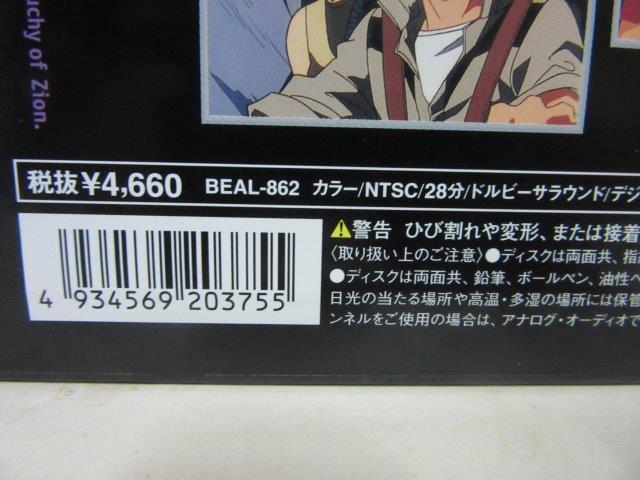 uchy of Zion.
税抜¥4,660 BEAL-862 カラー/NTSC/28分/ドルビーサラウンド/デジ
4 934569 203755
警告 ひび割れや変形、または接着
〈取り扱い上のご注意〉●ディスクは両面共、指
●ディスクは両面共、鉛筆、ボールペン、油性ペ
日光の当たる場所や高温・多湿の場所には保管
ンネルをご使用の場合は、アナログ・オーディオで